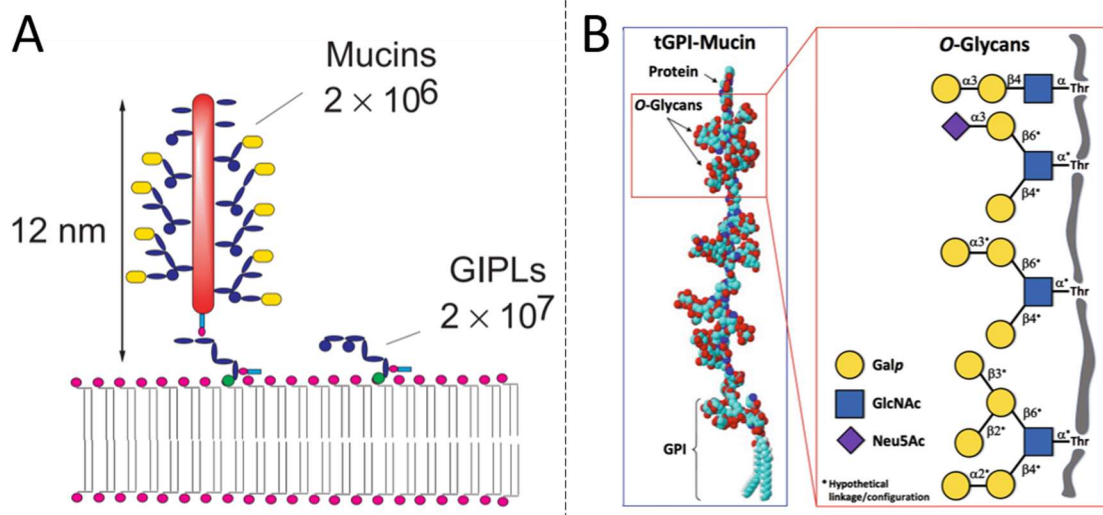 A
Mucins
2 × 10⁶
12 nm
GIPLs
2 × 10⁷
B
tGPI-Mucin
Protein
O-Glycans
GPI
O-Glycans
α3 β4 α Thr
α3
β6*
α* Thr
β4*
α3*
β6*
α* Thr
β4*
β3*
β6*
β2*
α* Thr
α2* β4*
Galp
GlcNAc
Neu5Ac
* Hypothetical
linkage/configuration